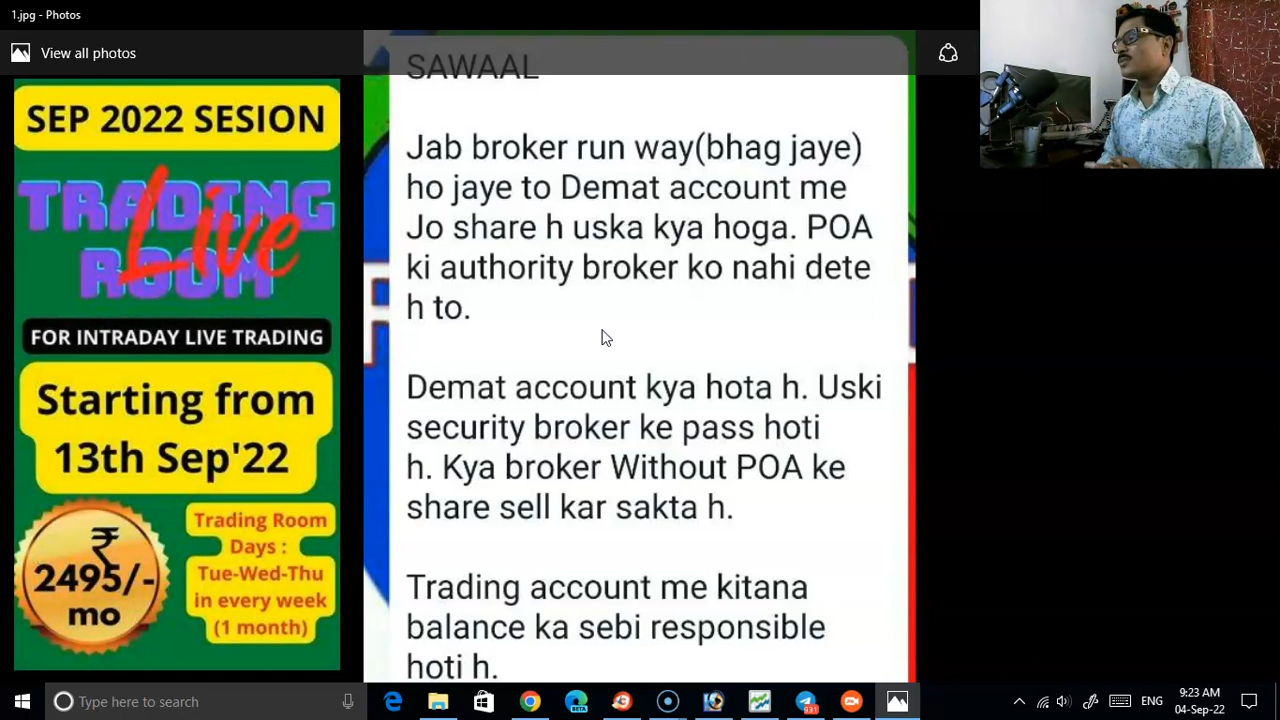 1.jpg - Photos
View all photos
SEP 2022 SESION
TRADING
Live
ROOM
FOR INTRADAY LIVE TRADING
Starting from
13th Sep'22
₹
2495/-
mo
Trading Room
Days :
Tue-Wed-Thu
in every week
(1 month)
SAWAAL
Jab broker run way(bhag jaye)
ho jaye to Demat account me
Jo share h uska kya hoga. POA
ki authority broker ko nahi dete
h to.
Demat account kya hota h. Uski
security broker ke pass hoti
h. Kya broker Without POA ke
share sell kar sakta h.
Trading account me kitana
balance ka sebi responsible
hoti h.
Type here to search
BETA
931
ENG
9:23 AM
04-Sep-22